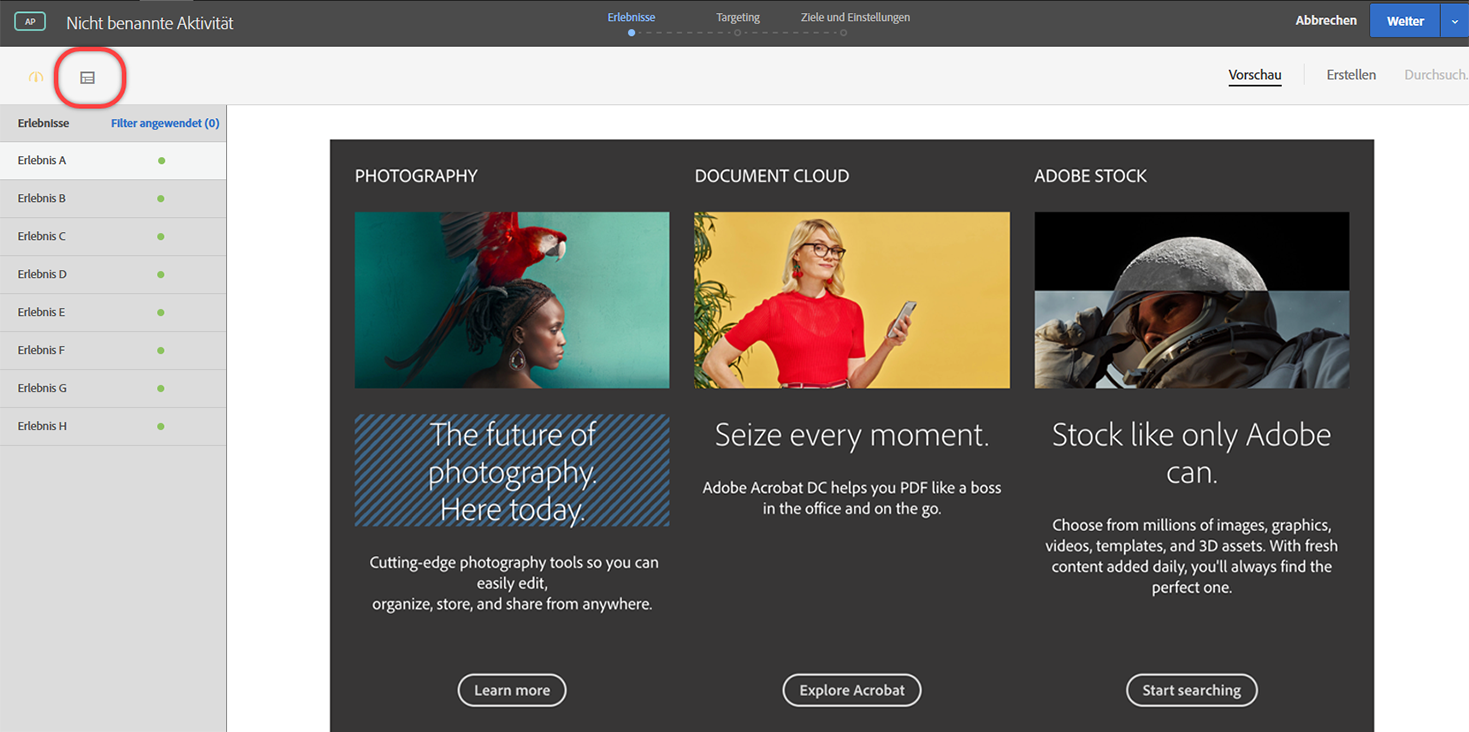 AP
Nicht benannte Aktivität
Erlebnisse
Targeting
Ziele und Einstellungen
Abbrechen
Weiter
Vorschau
Erstellen
Durchsuch.
Erlebnisse
Filter angewendet (0)
Erlebnis A
Erlebnis B
Erlebnis C
Erlebnis D
Erlebnis E
Erlebnis F
Erlebnis G
Erlebnis H
PHOTOGRAPHY
The future of
photography.
Here today.
Cutting-edge photography tools so you can
easily edit,
organize, store, and share from anywhere.
Learn more
DOCUMENT CLOUD
Seize every moment.
Adobe Acrobat DC helps you PDF like a boss
in the office and on the go.
Explore Acrobat
ADOBE STOCK
Stock like only Adobe
can.
Choose from millions of images, graphics,
videos, templates, and 3D assets. With fresh
content added daily, you'll always find the
perfect one.
Start searching